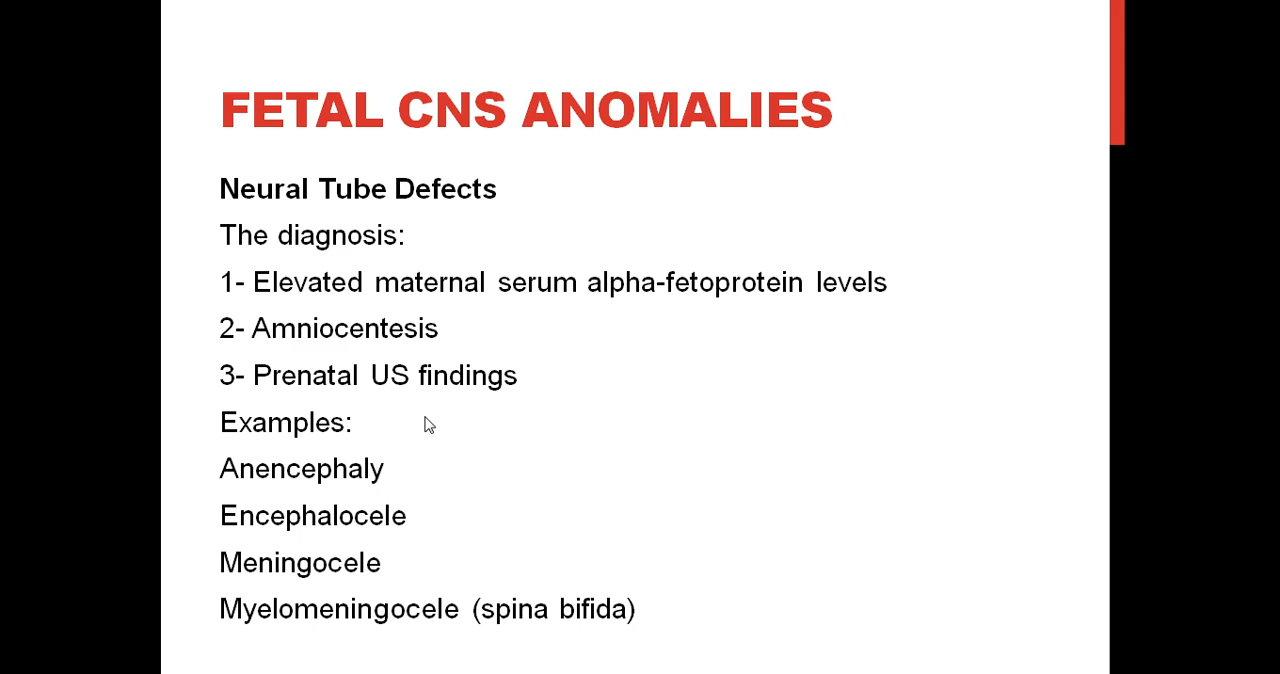 FETAL CNS ANOMALIES
Neural Tube Defects
The diagnosis:
1- Elevated maternal serum alpha-fetoprotein levels
2- Amniocentesis
3- Prenatal US findings
Examples:
Anencephaly
Encephalocele
Meningocele
Myelomeningocele (spina bifida)